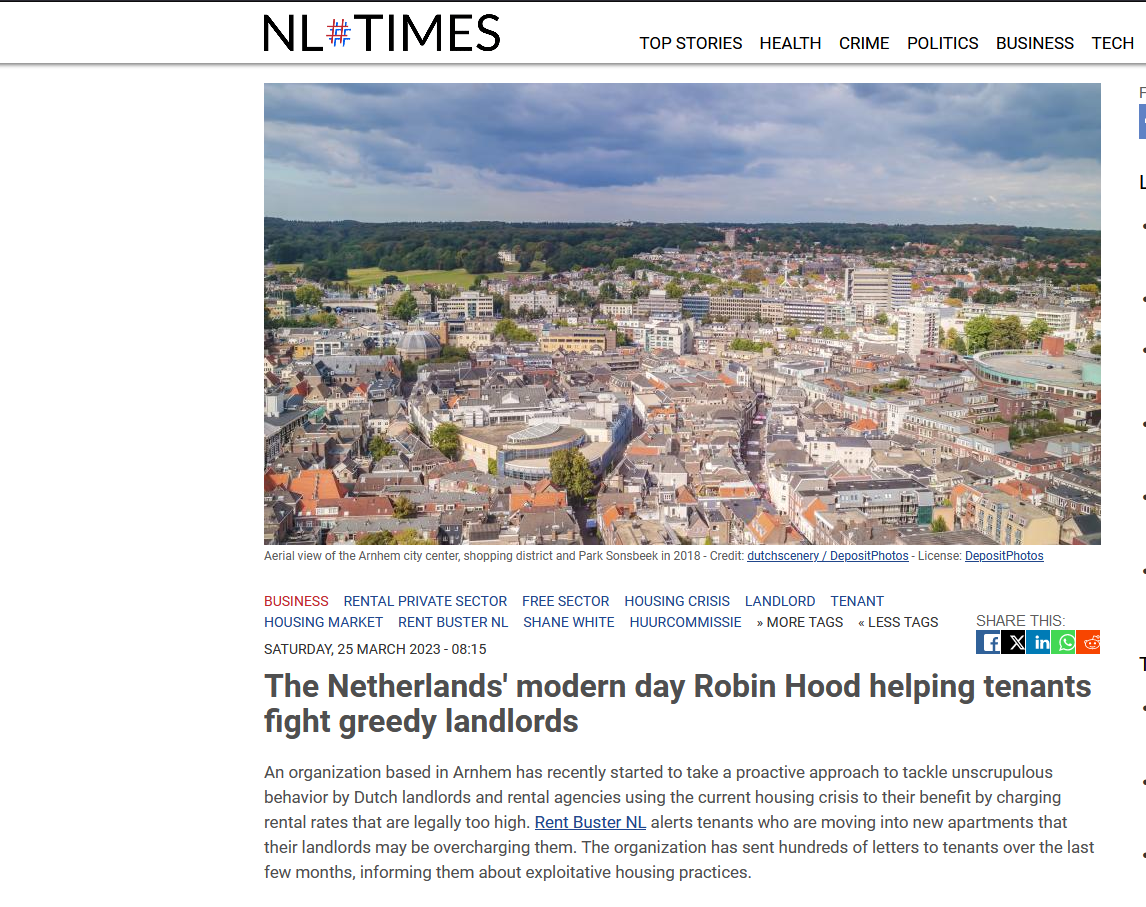 NL#TIMES
TOP STORIES HEALTH CRIME POLITICS BUSINESS TECH
Aerial view of the Arnhem city center, shopping district and Park Sonsbeek in 2018 - Credit: dutchscenery / DepositPhotos - License: DepositPhotos
BUSINESS RENTAL PRIVATE SECTOR FREE SECTOR HOUSING CRISIS LANDLORD TENANT
HOUSING MARKET RENT BUSTER NL SHANE WHITE HUURCOMMISSIE » MORE TAGS « LESS TAGS
SHARE THIS:
SATURDAY, 25 MARCH 2023 - 08:15
The Netherlands' modern day Robin Hood helping tenants
fight greedy landlords
An organization based in Arnhem has recently started to take a proactive approach to tackle unscrupulous
behavior by Dutch landlords and rental agencies using the current housing crisis to their benefit by charging
rental rates that are legally too high. Rent Buster NL alerts tenants who are moving into new apartments that
their landlords may be overcharging them. The organization has sent hundreds of letters to tenants over the last
few months, informing them about exploitative housing practices.